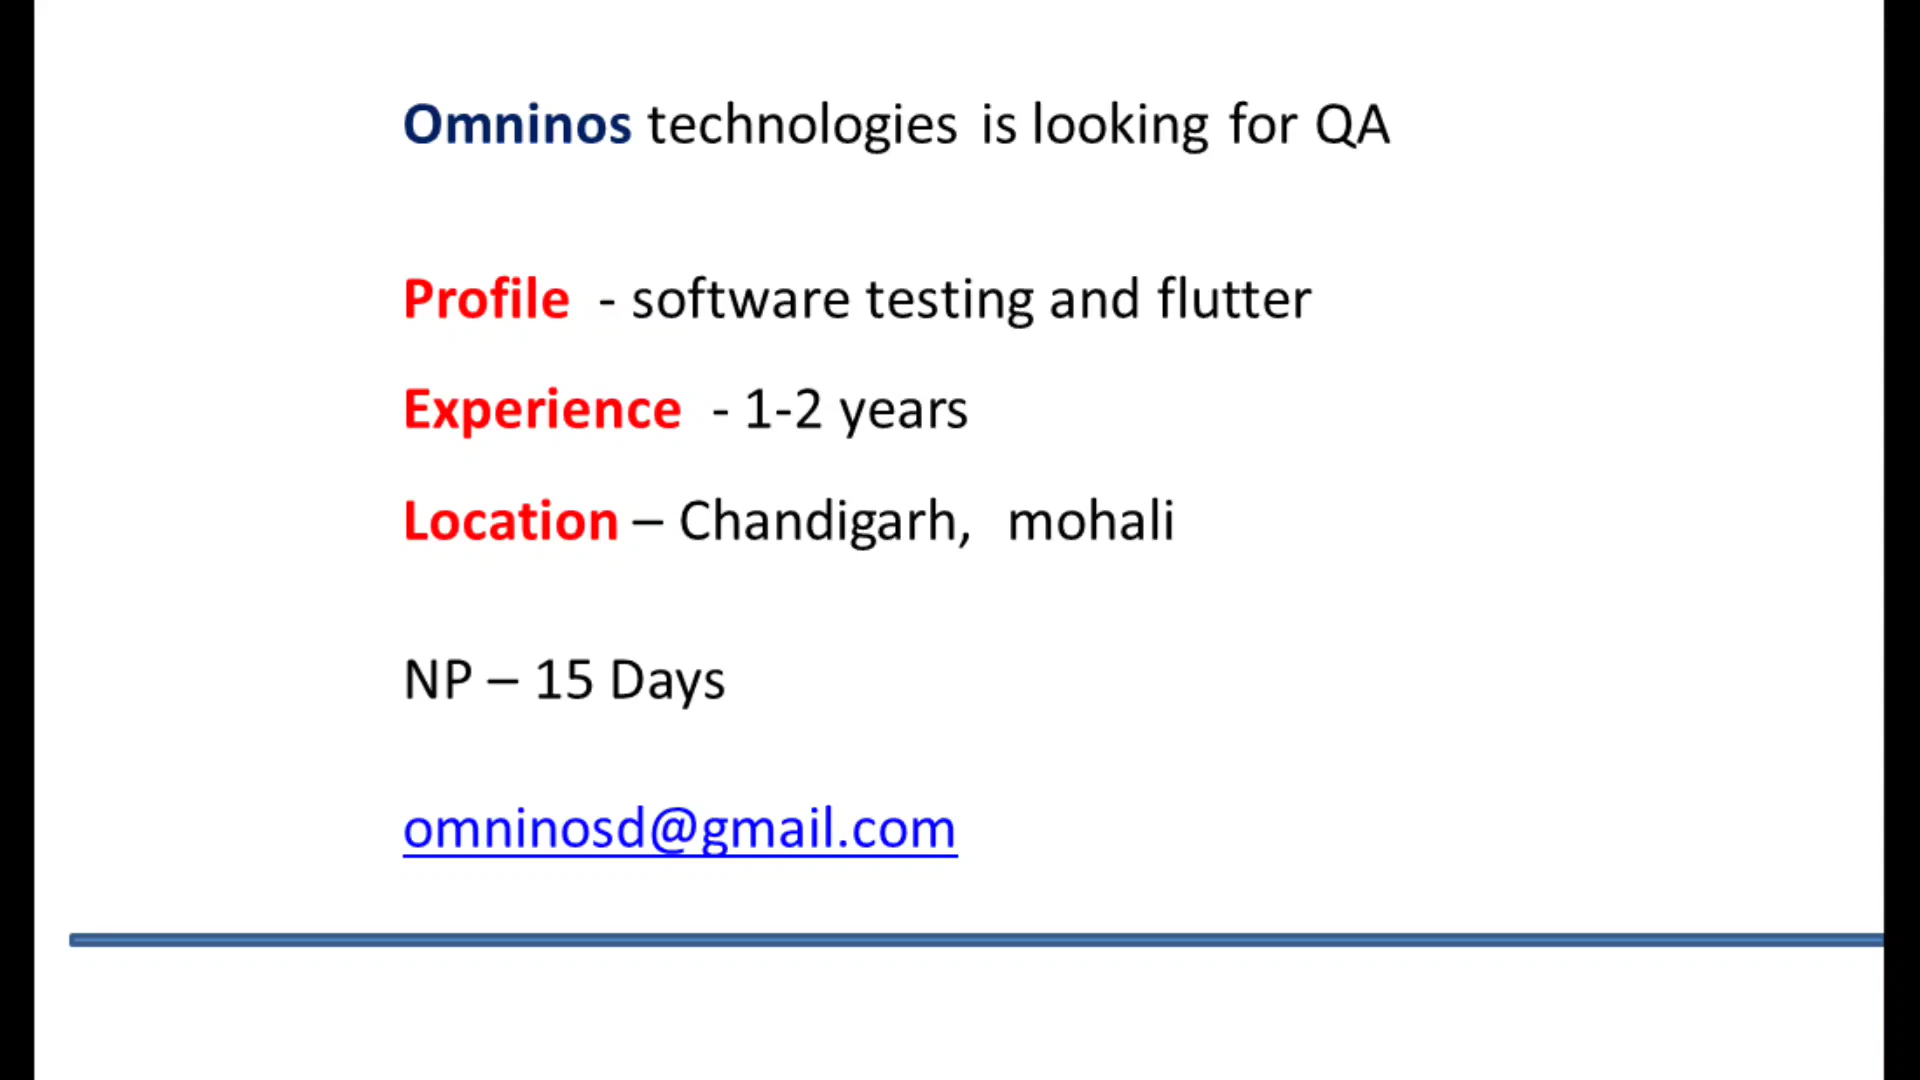 Omninos technologies is looking for QA
Profile - software testing and flutter
Experience - 1-2 years
Location – Chandigarh, mohali
NP – 15 Days
omninosd@gmail.com